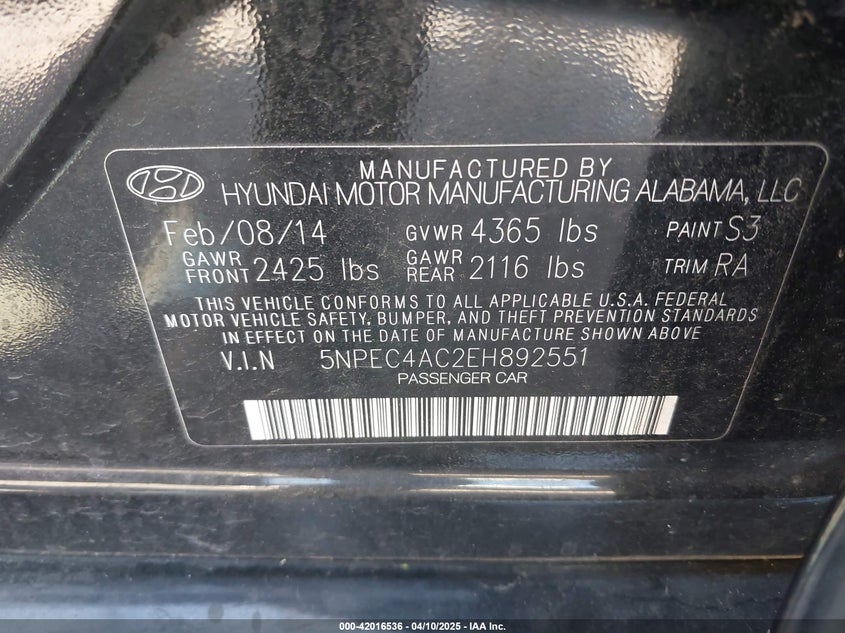 MANUFACTURED BY
HYUNDAI MOTOR MANUFACTURING ALABAMA, LLC
Feb/08/14 GVWR 4365 lbs PAINT S3
GAWR FRONT 2425 lbs GAWR REAR 2116 lbs TRIM RA
THIS VEHICLE CONFORMS TO ALL APPLICABLE U.S.A. FEDERAL
MOTOR VEHICLE SAFETY, BUMPER, AND THEFT PREVENTION STANDARDS
IN EFFECT ON THE DATE OF MANUFACTURE SHOWN ABOVE
V.I.N 5NPEC4AC2EH892551
PASSENGER CAR
000-42016536 - 04/10/2025 - IAA Inc.